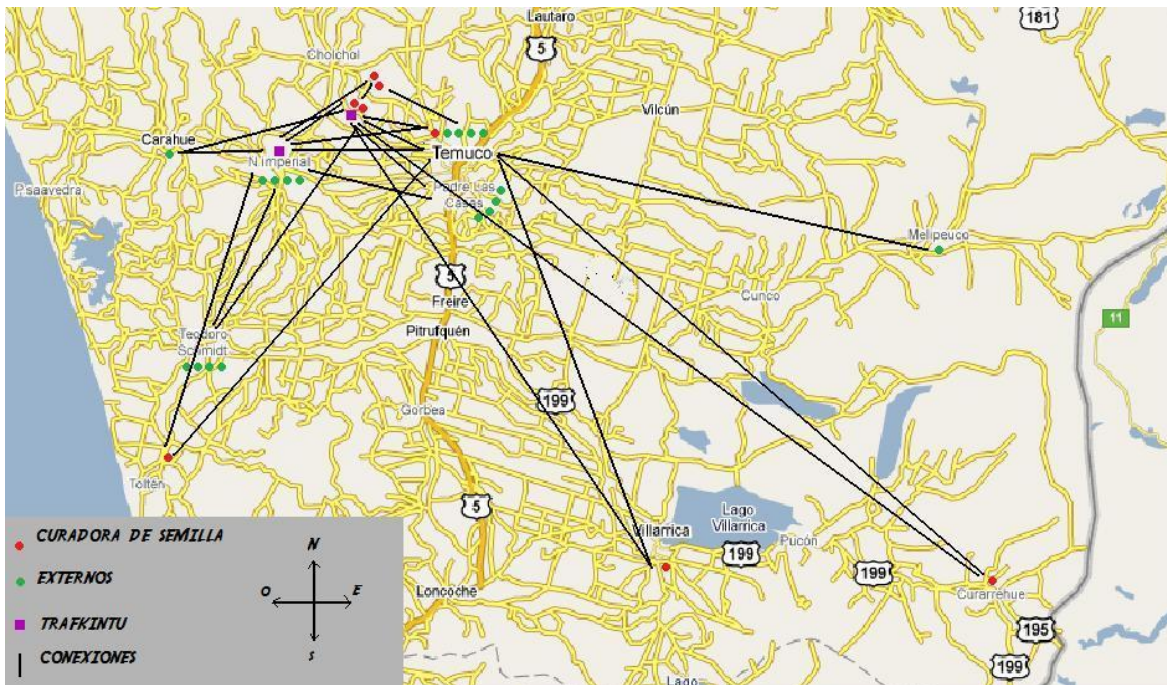 Lautaro
181
5
Cholchol
Vilcún
Carahue
Temuco
N imperial
P.saavedra
Padre Las
Casas
Melipeuco
5
Cunco
Freire
11
Teodoro
Schmidt
Pitrufquén
199
Gorbea
Toltén
5
Lago
Villarrica
Villarrica
199
Pucón
199
Curarrehue
Loncoche
195
199
Lago
CURADORA DE SEMILLA
EXTERNOS
TRAFKINTU
CONEXIONES
N
O
E
S